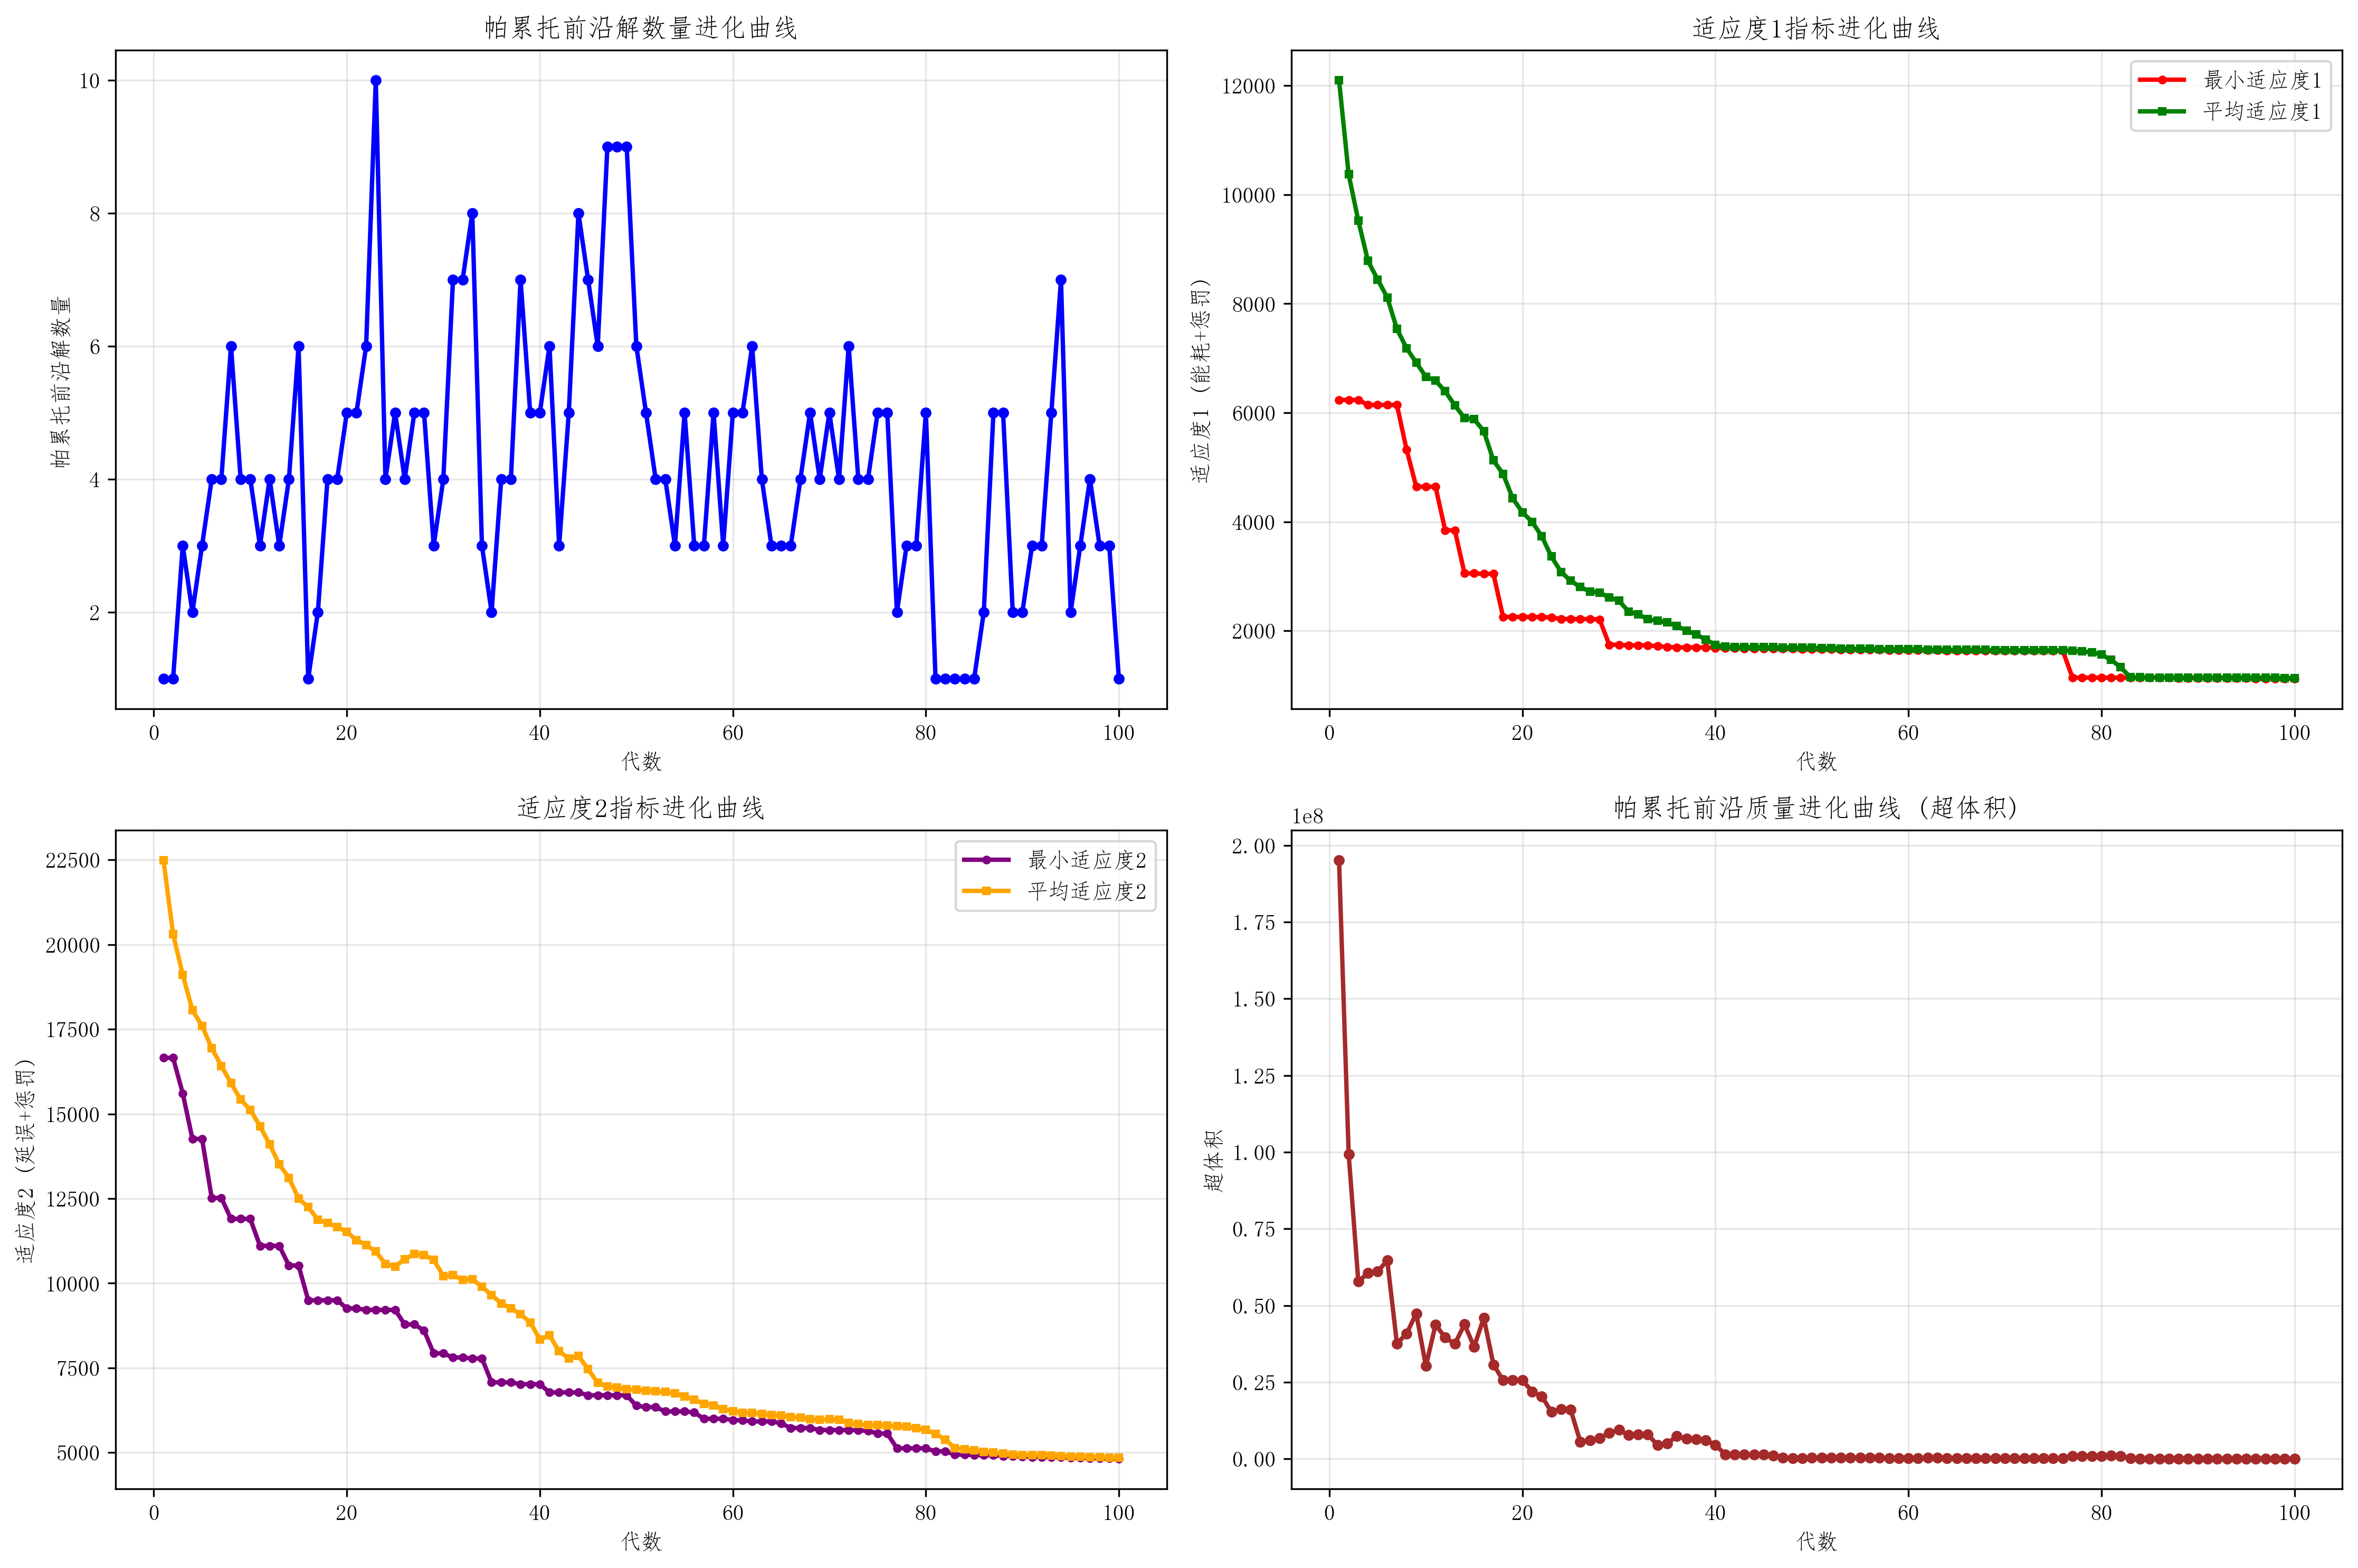 帕累托前沿解数量进化曲线
帕累托前沿解数量
10
8
6
4
2
0 20 40 60 80 100
代数
适应度1指标进化曲线
适应度1 (能耗+惩罚)
12000
10000
8000
6000
4000
2000
最小适应度1
平均适应度1
0 20 40 60 80 100
代数
适应度2指标进化曲线
适应度2 (延误+惩罚)
22500
20000
17500
15000
12500
10000
7500
5000
最小适应度2
平均适应度2
0 20 40 60 80 100
代数
帕累托前沿质量进化曲线 (超体积)
1e8
超体积
2.00
1.75
1.50
1.25
1.00
0.75
0.50
0.25
0.00
0 20 40 60 80 100
代数